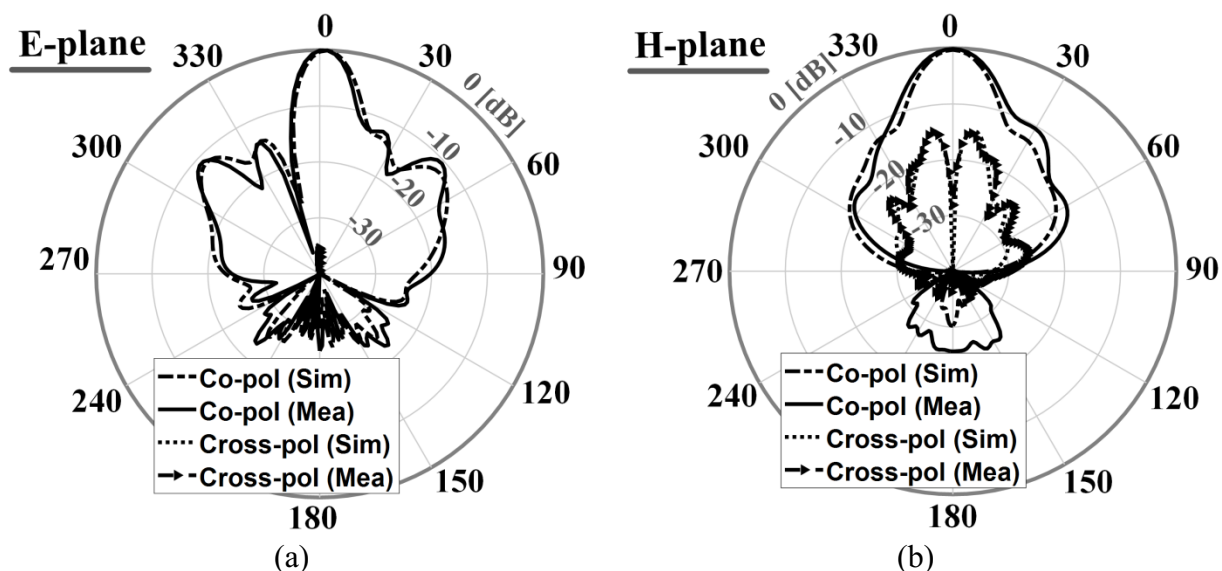 E-plane
0
30
60
90
120
150
180
240
270
300
330
0 [dB]
-10
-20
-30
Co-pol (Sim)
Co-pol (Mea)
Cross-pol (Sim)
Cross-pol (Mea)
(a)
H-plane
0
30
60
90
120
150
180
240
270
300
330
0 [dB]
-10
-20
-30
Co-pol (Sim)
Co-pol (Mea)
Cross-pol (Sim)
Cross-pol (Mea)
(b)